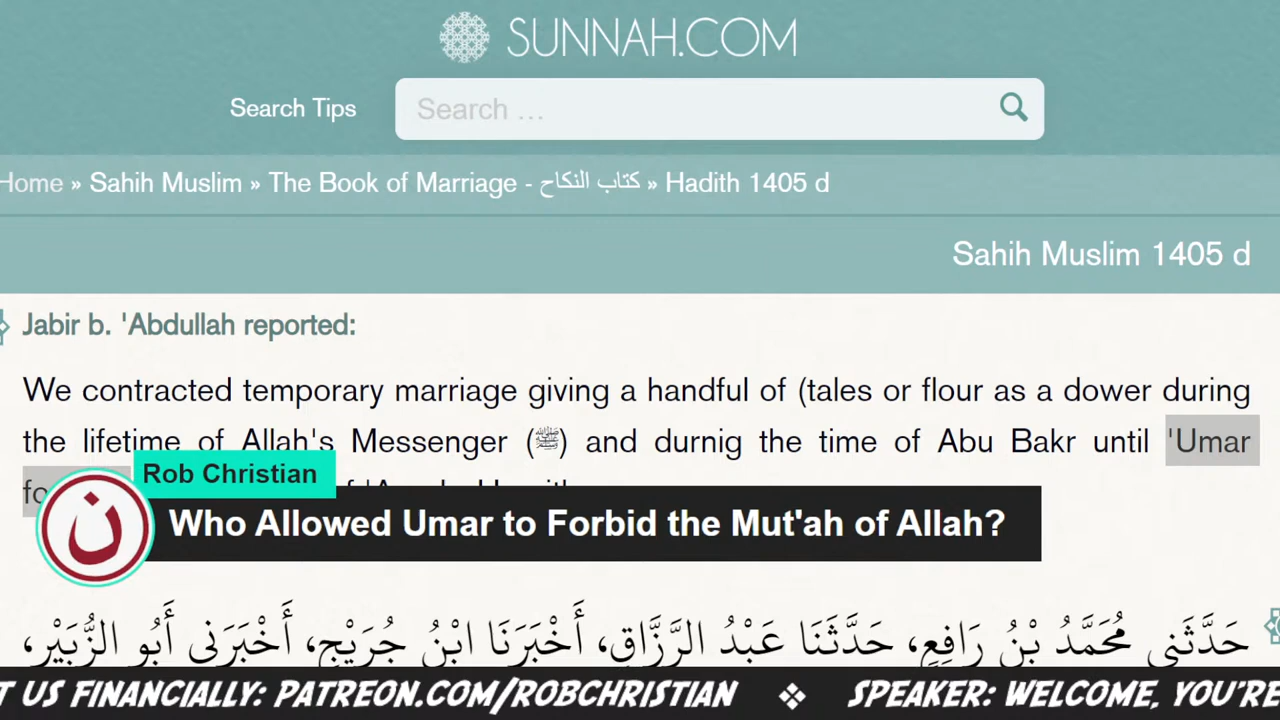 SUNNAH.COM
Search Tips
Search ...
Home » Sahih Muslim » The Book of Marriage - كتاب النكاح » Hadith 1405 d
Sahih Muslim 1405 d
Jabir b. 'Abdullah reported:
We contracted temporary marriage giving a handful of (tales or flour as a dower during
the lifetime of Allah's Messenger (ﷺ) and durnig the time of Abu Bakr until 'Umar
Rob Christian
ن
Who Allowed Umar to Forbid the Mut'ah of Allah?
حَدَّثَنِي مُحَمَّدُ بْنُ رَافِعٍ، حَدَّثَنَا عَبْدُ الرَّزَّاقِ، أَخْبَرَنَا ابْنُ جُرَيْجٍ، أَخْبَرَنِي أَبُو الزُّبَيْرِ،
T US FINANCIALLY: PATREON.COM/ROBCHRISTIAN ❖ SPEAKER: WELCOME, YOU'RE